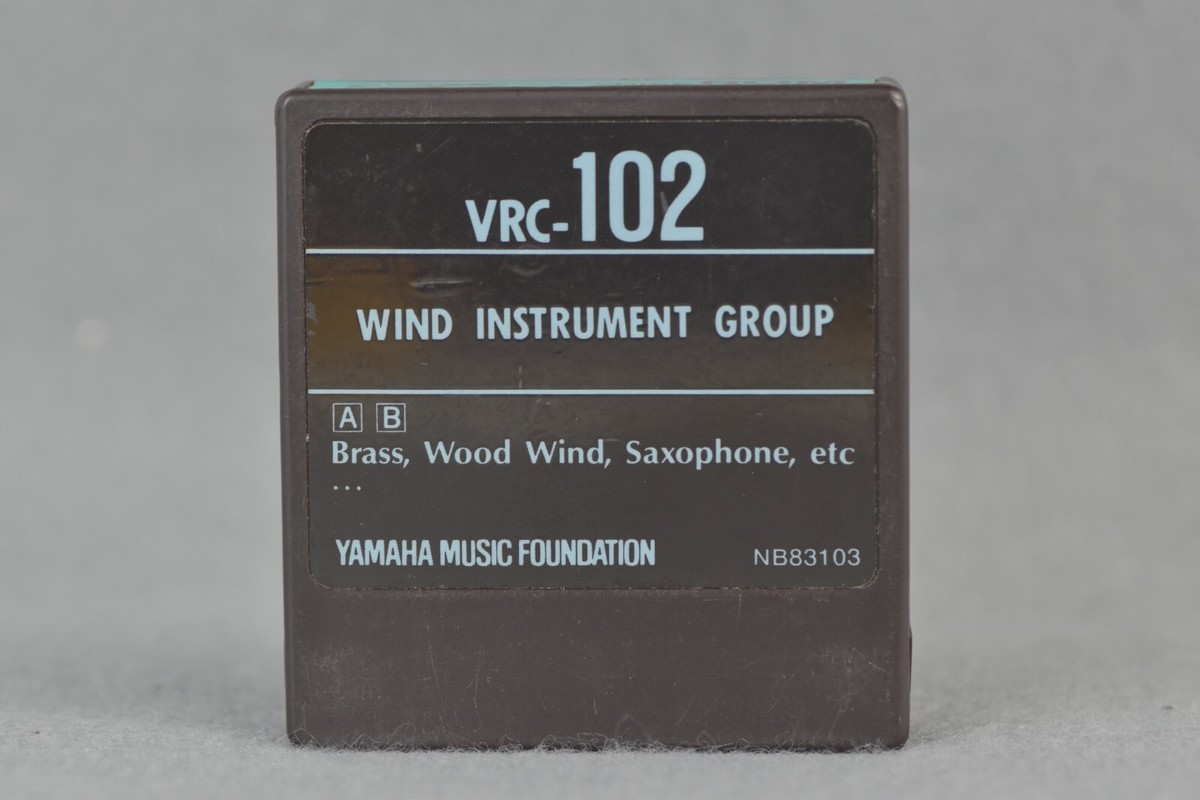 VRC-102
WIND INSTRUMENT GROUP
A B
Brass, Wood Wind, Saxophone, etc
...
YAMAHA MUSIC FOUNDATION NB83103